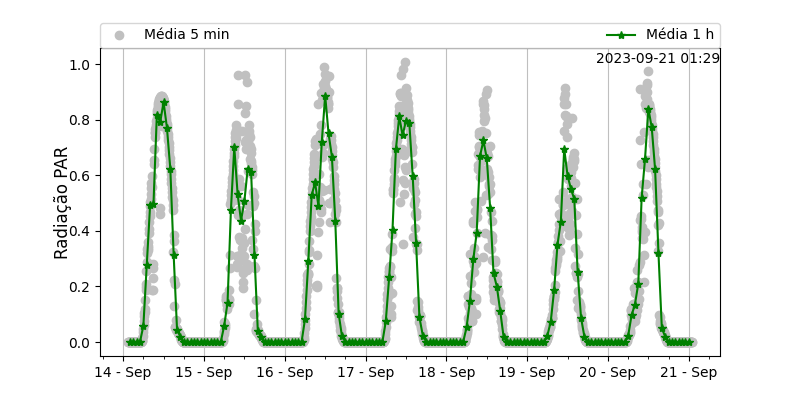 Média 5 min
Média 1 h
2023-09-21 01:29
Radiação PAR
1.0
0.8
0.6
0.4
0.2
0.0
14 - Sep
15 - Sep
16 - Sep
17 - Sep
18 - Sep
19 - Sep
20 - Sep
21 - Sep